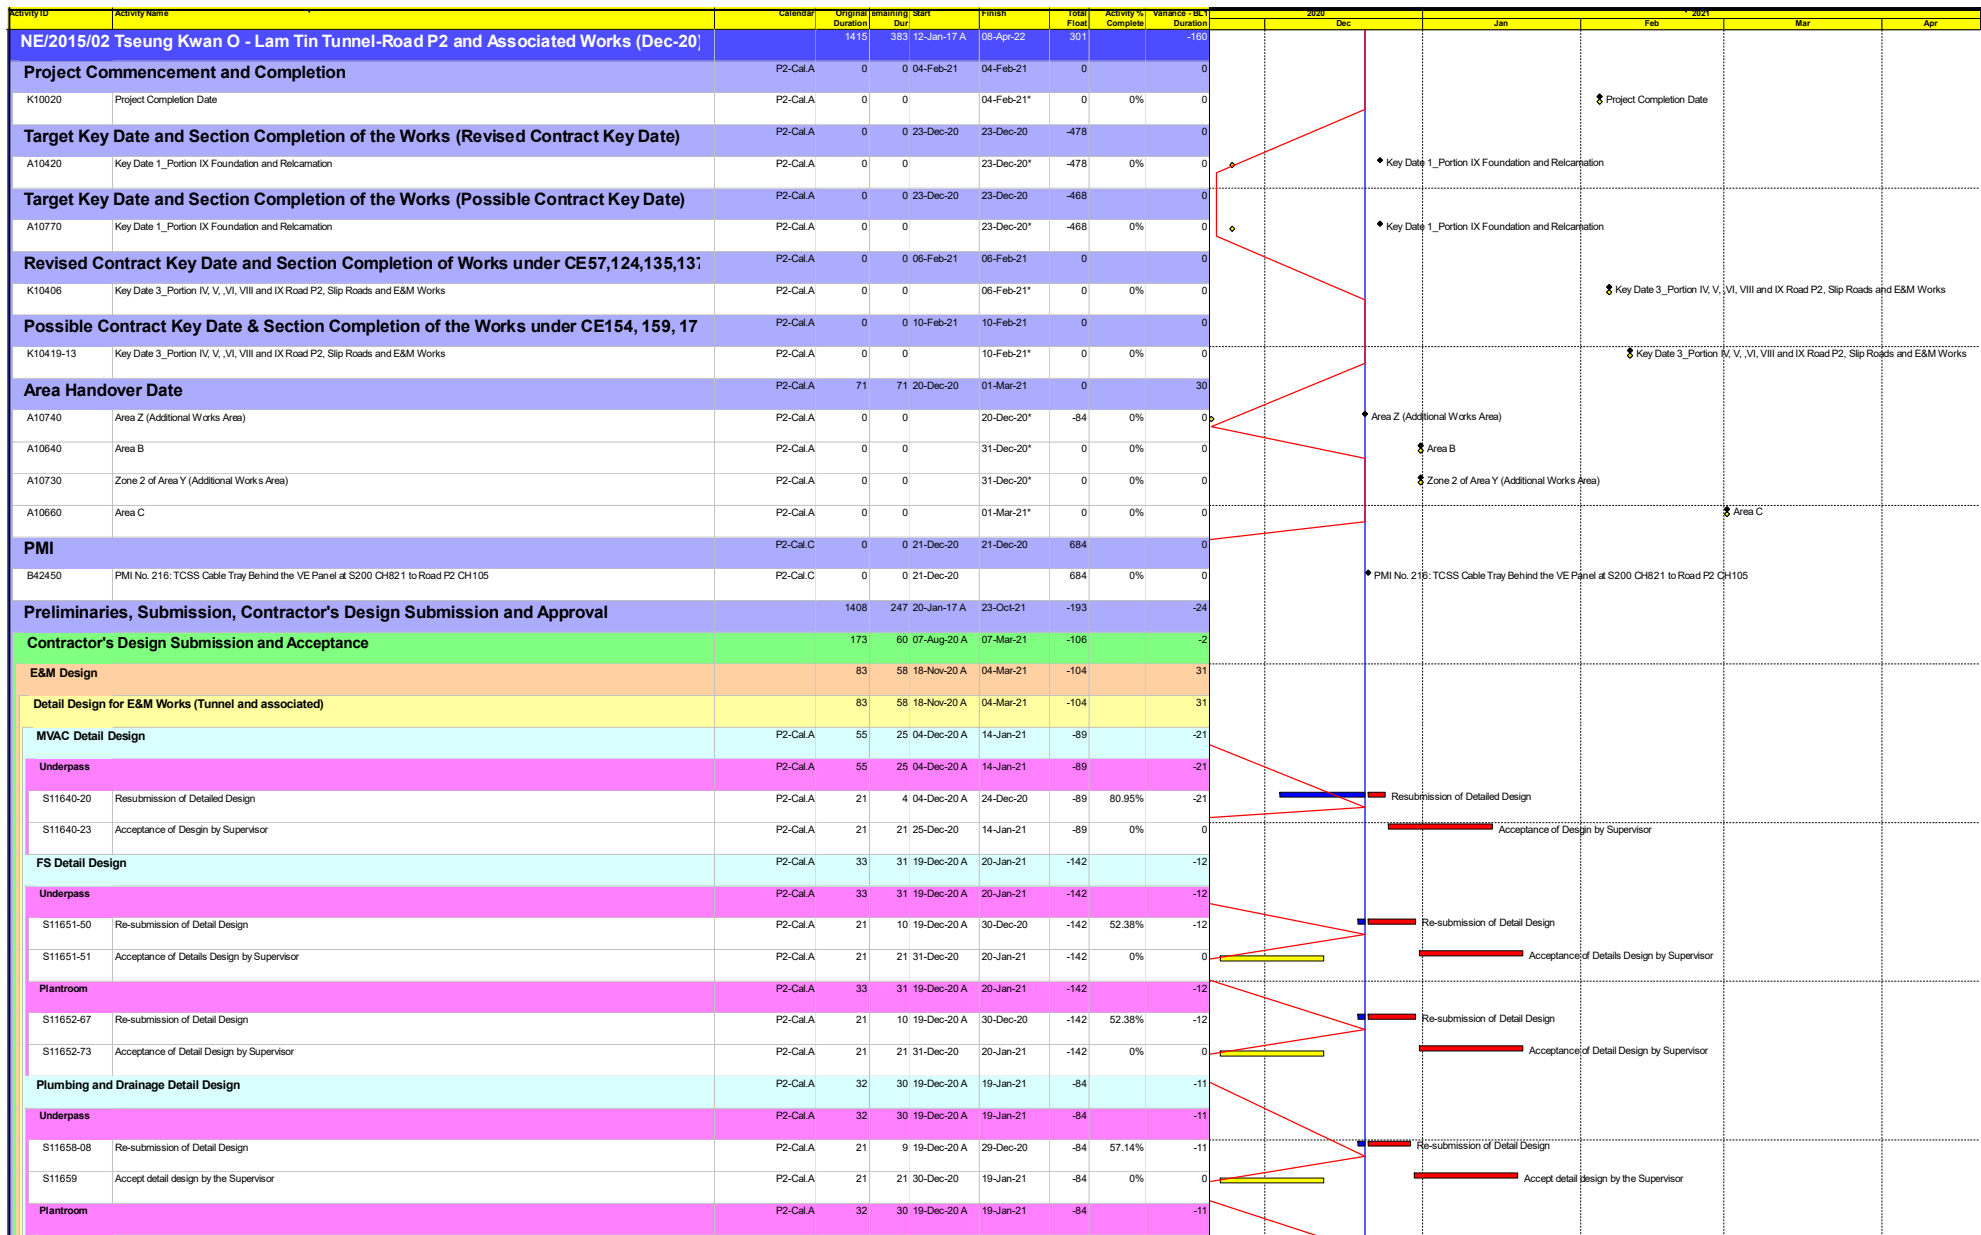 Activity ID Activity Name Calendar Original Duration Remaining Dur Start Finish Total Float Activity % Complete Variance - BL1 Duration 2020 2021
Dec Jan Feb Mar Apr
NE/2015/02 Tseung Kwan O - Lam Tin Tunnel-Road P2 and Associated Works (Dec-20) 1415 383 12-Jan-17 A 08-Apr-22 301 -160
Project Commencement and Completion P2-Cal.A 0 0 04-Feb-21 04-Feb-21 0 0
K10020 Project Completion Date P2-Cal.A 0 0 04-Feb-21* 0 0% 0 Project Completion Date
Target Key Date and Section Completion of the Works (Revised Contract Key Date) P2-Cal.A 0 0 23-Dec-20 23-Dec-20 -478 0
A10420 Key Date 1_Portion IX Foundation and Relcamation P2-Cal.A 0 0 23-Dec-20* -478 0% 0 Key Date 1_Portion IX Foundation and Relcamation
Target Key Date and Section Completion of the Works (Possible Contract Key Date) P2-Cal.A 0 0 23-Dec-20 23-Dec-20 -468 0
A10770 Key Date 1_Portion IX Foundation and Relcamation P2-Cal.A 0 0 23-Dec-20* -468 0% 0 Key Date 1_Portion IX Foundation and Relcamation
Revised Contract Key Date and Section Completion of Works under CE57,124,135,137 P2-Cal.A 0 0 06-Feb-21 06-Feb-21 0 0
K10406 Key Date 3_Portion IV, V, ,VI, VIII and IX Road P2, Slip Roads and E&M Works P2-Cal.A 0 0 06-Feb-21* 0 0% 0 Key Date 3_Portion IV, V, ,VI, VIII and IX Road P2, Slip Roads and E&M Works
Possible Contract Key Date & Section Completion of the Works under CE154, 159, 17 P2-Cal.A 0 0 10-Feb-21 10-Feb-21 0 0
K10419-13 Key Date 3_Portion IV, V, ,VI, VIII and IX Road P2, Slip Roads and E&M Works P2-Cal.A 0 0 10-Feb-21* 0 0% 0 Key Date 3_Portion IV, V, ,VI, VIII and IX Road P2, Slip Roads and E&M Works
Area Handover Date P2-Cal.A 71 71 20-Dec-20 01-Mar-21 0 30
A10740 Area Z (Additional Works Area) P2-Cal.A 0 0 20-Dec-20* -84 0% 0 Area Z (Additional Works Area)
A10640 Area B P2-Cal.A 0 0 31-Dec-20* 0 0% 0 Area B
A10730 Zone 2 of Area Y (Additional Works Area) P2-Cal.A 0 0 31-Dec-20* 0 0% 0 Zone 2 of Area Y (Additional Works Area)
A10660 Area C P2-Cal.A 0 0 01-Mar-21* 0 0% 0 Area C
PMI P2-Cal.C 0 0 21-Dec-20 21-Dec-20 684 0
B42450 PMI No. 216: TCSS Cable Tray Behind the VE Panel at S200 CH821 to Road P2 CH105 P2-Cal.C 0 0 21-Dec-20 684 0% 0 PMI No. 216: TCSS Cable Tray Behind the VE Panel at S200 CH821 to Road P2 CH105
Preliminaries, Submission, Contractor's Design Submission and Approval 1408 247 20-Jan-17 A 23-Oct-21 -193 -24
Contractor's Design Submission and Acceptance 173 60 07-Aug-20 A 07-Mar-21 -106 -2
E&M Design 83 58 18-Nov-20 A 04-Mar-21 -104 31
Detail Design for E&M Works (Tunnel and associated) 83 58 18-Nov-20 A 04-Mar-21 -104 31
MVAC Detail Design P2-Cal.A 55 25 04-Dec-20 A 14-Jan-21 -89 -21
Underpass P2-Cal.A 55 25 04-Dec-20 A 14-Jan-21 -89 -21
S11640-20 Resubmission of Detailed Design P2-Cal.A 21 4 04-Dec-20 A 24-Dec-20 -89 80.95% -21 Resubmission of Detailed Design
S11640-23 Acceptance of Desgin by Supervisor P2-Cal.A 21 21 25-Dec-20 14-Jan-21 -89 0% 0 Acceptance of Desgin by Supervisor
FS Detail Design P2-Cal.A 33 31 19-Dec-20 A 20-Jan-21 -142 -12
Underpass P2-Cal.A 33 31 19-Dec-20 A 20-Jan-21 -142 -12
S11651-50 Re-submission of Detail Design P2-Cal.A 21 10 19-Dec-20 A 30-Dec-20 -142 52.38% -12 Re-submission of Detail Design
S11651-51 Acceptance of Details Design by Supervisor P2-Cal.A 21 21 31-Dec-20 20-Jan-21 -142 0% 0 Acceptance of Details Design by Supervisor
Plantroom P2-Cal.A 33 31 19-Dec-20 A 20-Jan-21 -142 -12
S11652-67 Re-submission of Detail Design P2-Cal.A 21 10 19-Dec-20 A 30-Dec-20 -142 52.38% -12 Re-submission of Detail Design
S11652-73 Acceptance of Detail Design by Supervisor P2-Cal.A 21 21 31-Dec-20 20-Jan-21 -142 0% 0 Acceptance of Detail Design by Supervisor
Plumbing and Drainage Detail Design P2-Cal.A 32 30 19-Dec-20 A 19-Jan-21 -84 -11
Underpass P2-Cal.A 32 30 19-Dec-20 A 19-Jan-21 -84 -11
S11658-08 Re-submission of Detail Design P2-Cal.A 21 9 19-Dec-20 A 29-Dec-20 -84 57.14% -11 Re-submission of Detail Design
S11659 Accept detail design by the Supervisor P2-Cal.A 21 21 30-Dec-20 19-Jan-21 -84 0% 0 Accept detail design by the Supervisor
Plantroom P2-Cal.A 32 30 19-Dec-20 A 19-Jan-21 -84 -11